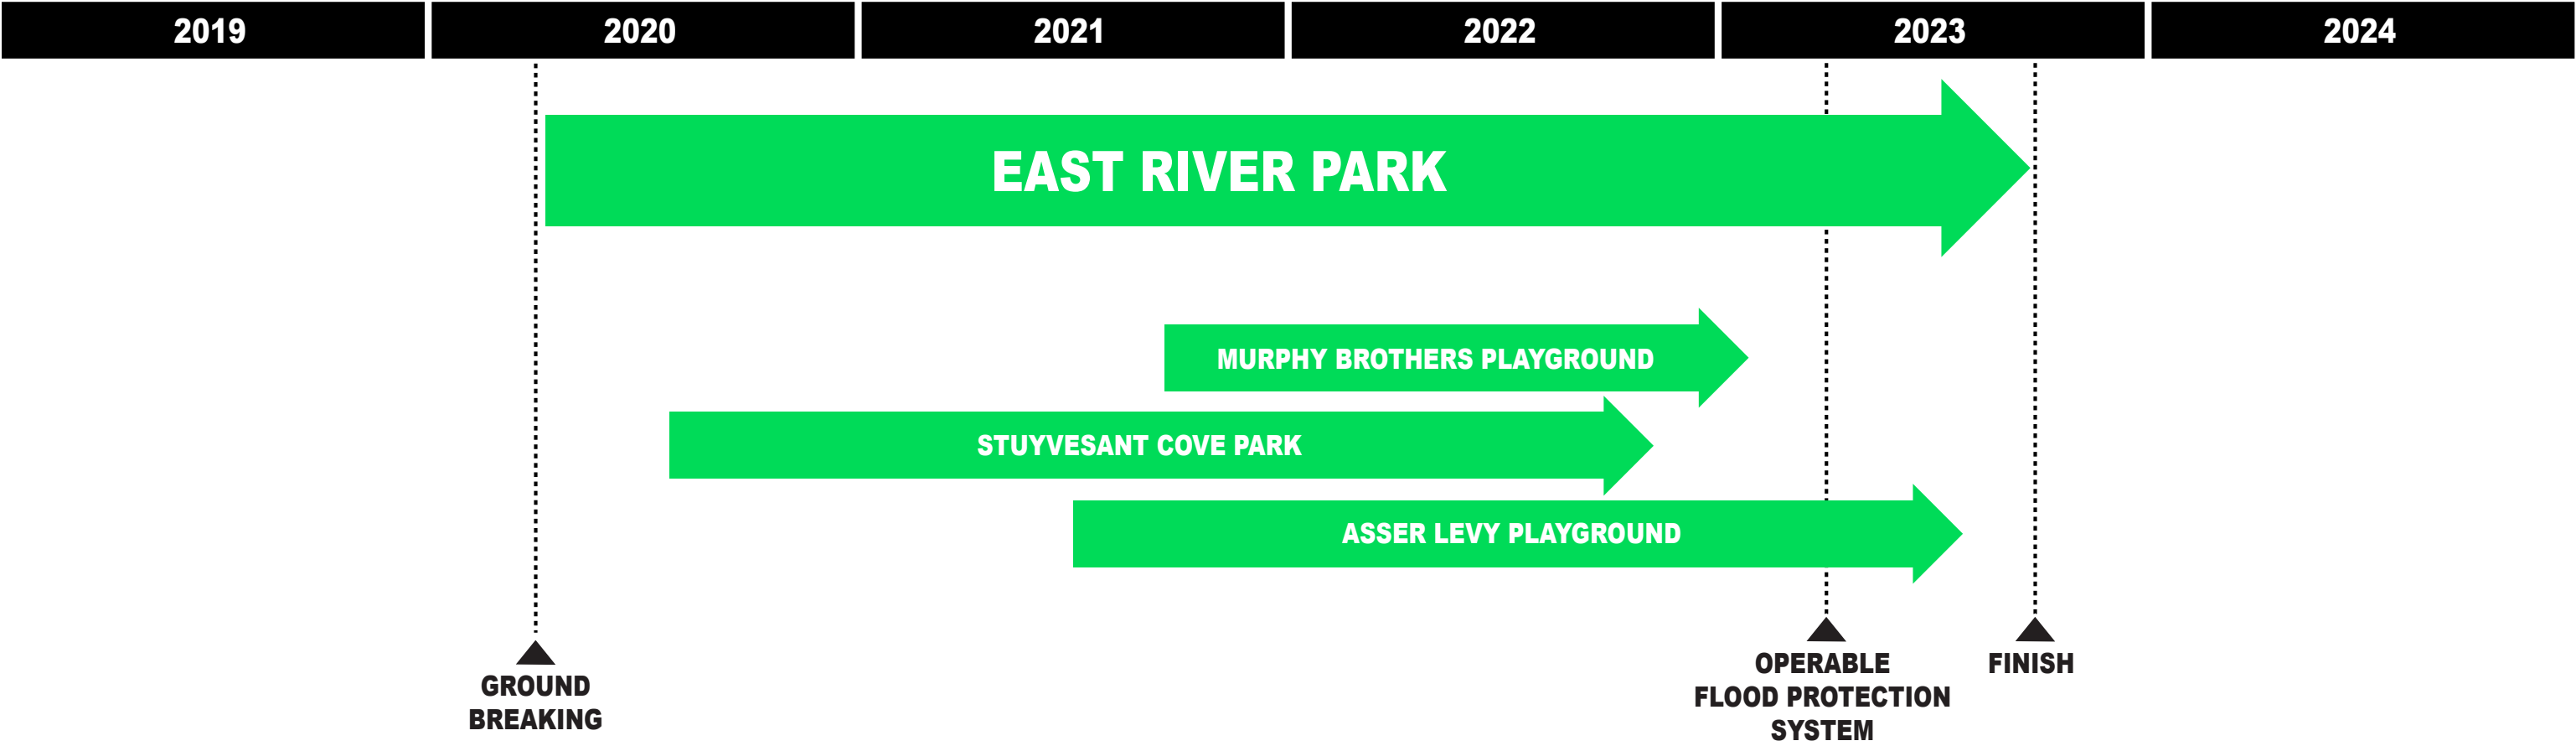 2019
2020
2021
2022
2023
2024
EAST RIVER PARK
MURPHY BROTHERS PLAYGROUND
STUYVESANT COVE PARK
ASSER LEVY PLAYGROUND
GROUND
BREAKING
OPERABLE
FLOOD PROTECTION
SYSTEM
FINISH